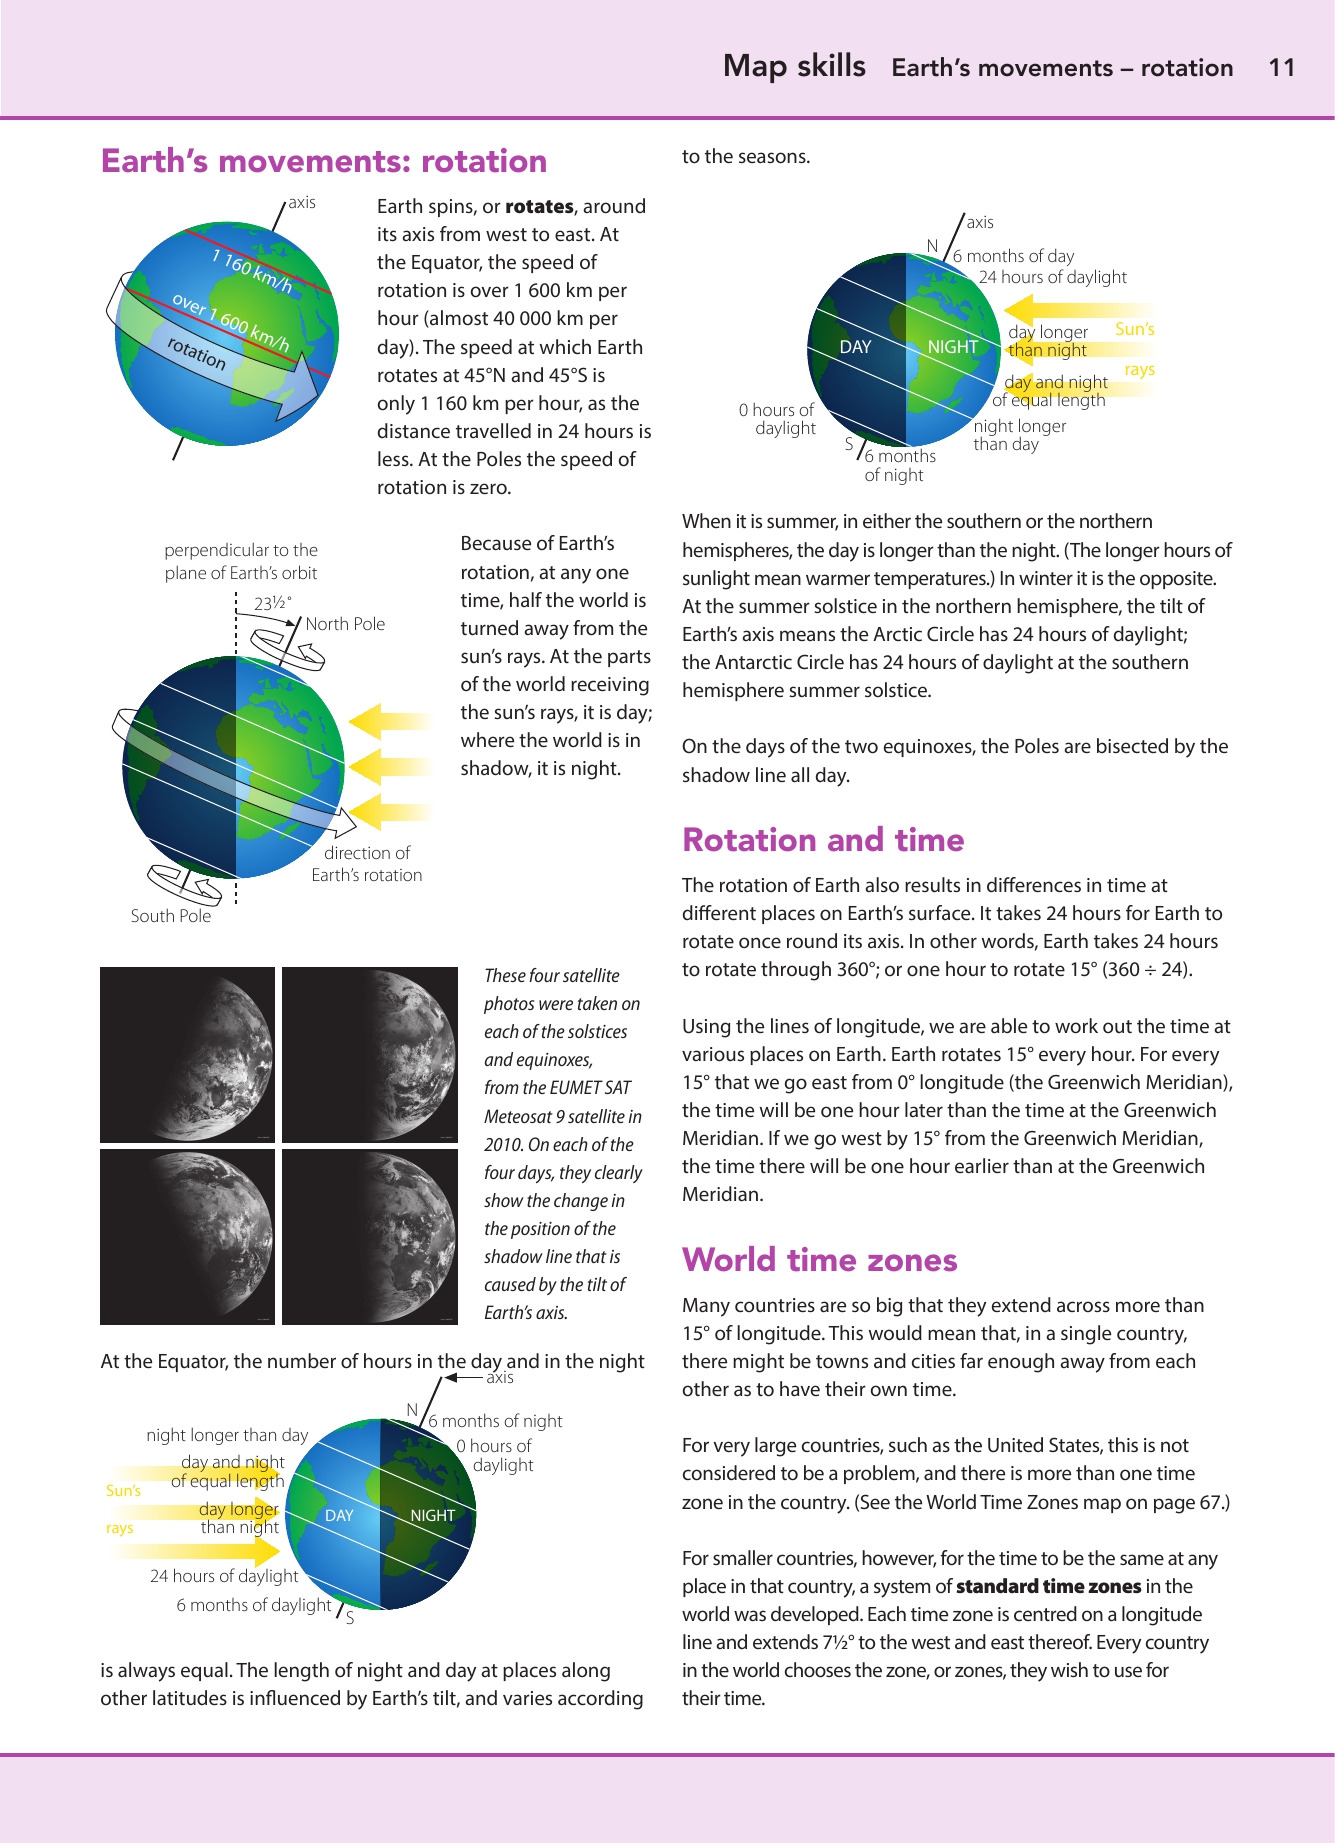 Map skills Earth's movements – rotation 11
Earth's movements: rotation
axis
1 160 km/h
over 1 600 km/h
rotation
Earth spins, or rotates, around
its axis from west to east. At
the Equator, the speed of
rotation is over 1 600 km per
hour (almost 40 000 km per
day). The speed at which Earth
rotates at 45°N and 45°S is
only 1 160 km per hour, as the
distance travelled in 24 hours is
less. At the Poles the speed of
rotation is zero.
perpendicular to the
plane of Earth's orbit
23½°
North Pole
direction of
Earth's rotation
South Pole
Because of Earth's
rotation, at any one
time, half the world is
turned away from the
sun's rays. At the parts
of the world receiving
the sun's rays, it is day;
where the world is in
shadow, it is night.
These four satellite
photos were taken on
each of the solstices
and equinoxes,
from the EUMET SAT
Meteosat 9 satellite in
2010. On each of the
four days, they clearly
show the change in
the position of the
shadow line that is
caused by the tilt of
Earth's axis.
At the Equator, the number of hours in the day and in the night
axis
N
6 months of night
0 hours of
daylight
night longer than day
day and night
of equal length
Sun's
day longer
than night
rays
DAY
NIGHT
24 hours of daylight
6 months of daylight
S
is always equal. The length of night and day at places along
other latitudes is influenced by Earth's tilt, and varies according
to the seasons.
axis
N
6 months of day
24 hours of daylight
day longer
than night
Sun's
rays
DAY
NIGHT
day and night
of equal length
0 hours of
daylight
night longer
than day
S
6 months
of night
When it is summer, in either the southern or the northern
hemispheres, the day is longer than the night. (The longer hours of
sunlight mean warmer temperatures.) In winter it is the opposite.
At the summer solstice in the northern hemisphere, the tilt of
Earth's axis means the Arctic Circle has 24 hours of daylight;
the Antarctic Circle has 24 hours of daylight at the southern
hemisphere summer solstice.
On the days of the two equinoxes, the Poles are bisected by the
shadow line all day.
Rotation and time
The rotation of Earth also results in differences in time at
different places on Earth's surface. It takes 24 hours for Earth to
rotate once round its axis. In other words, Earth takes 24 hours
to rotate through 360°; or one hour to rotate 15° (360 ÷ 24).
Using the lines of longitude, we are able to work out the time at
various places on Earth. Earth rotates 15° every hour. For every
15° that we go east from 0° longitude (the Greenwich Meridian),
the time will be one hour later than the time at the Greenwich
Meridian. If we go west by 15° from the Greenwich Meridian,
the time there will be one hour earlier than at the Greenwich
Meridian.
World time zones
Many countries are so big that they extend across more than
15° of longitude. This would mean that, in a single country,
there might be towns and cities far enough away from each
other as to have their own time.
For very large countries, such as the United States, this is not
considered to be a problem, and there is more than one time
zone in the country. (See the World Time Zones map on page 67.)
For smaller countries, however, for the time to be the same at any
place in that country, a system of standard time zones in the
world was developed. Each time zone is centred on a longitude
line and extends 7½° to the west and east thereof. Every country
in the world chooses the zone, or zones, they wish to use for
their time.